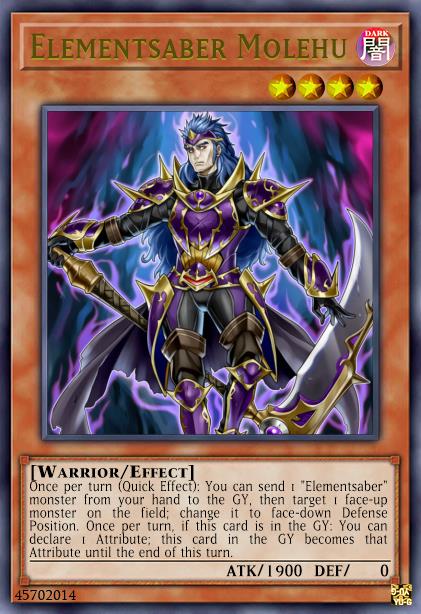 Elementsaber Molehu
DARK
闇
[Warrior/Effect]
Once per turn (Quick Effect): You can send 1 "Elementsaber"
monster from your hand to the GY, then target 1 face-up
monster on the field; change it to face-down Defense
Position. Once per turn, if this card is in the GY: You can
declare 1 Attribute; this card in the GY becomes that
Attribute until the end of this turn.
ATK/1900 DEF/ 0
45702014